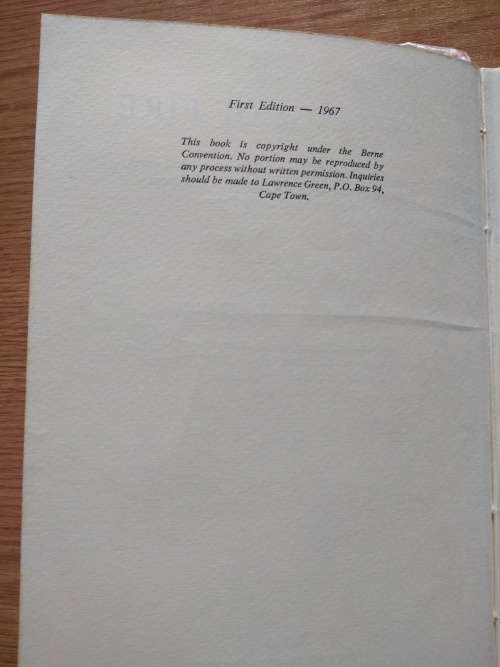 First Edition — 1967
This book is copyright under the Berne
Convention. No portion may be reproduced by
any process without written permission. Inquiries
should be made to Lawrence Green, P.O. Box 94,
Cape Town.